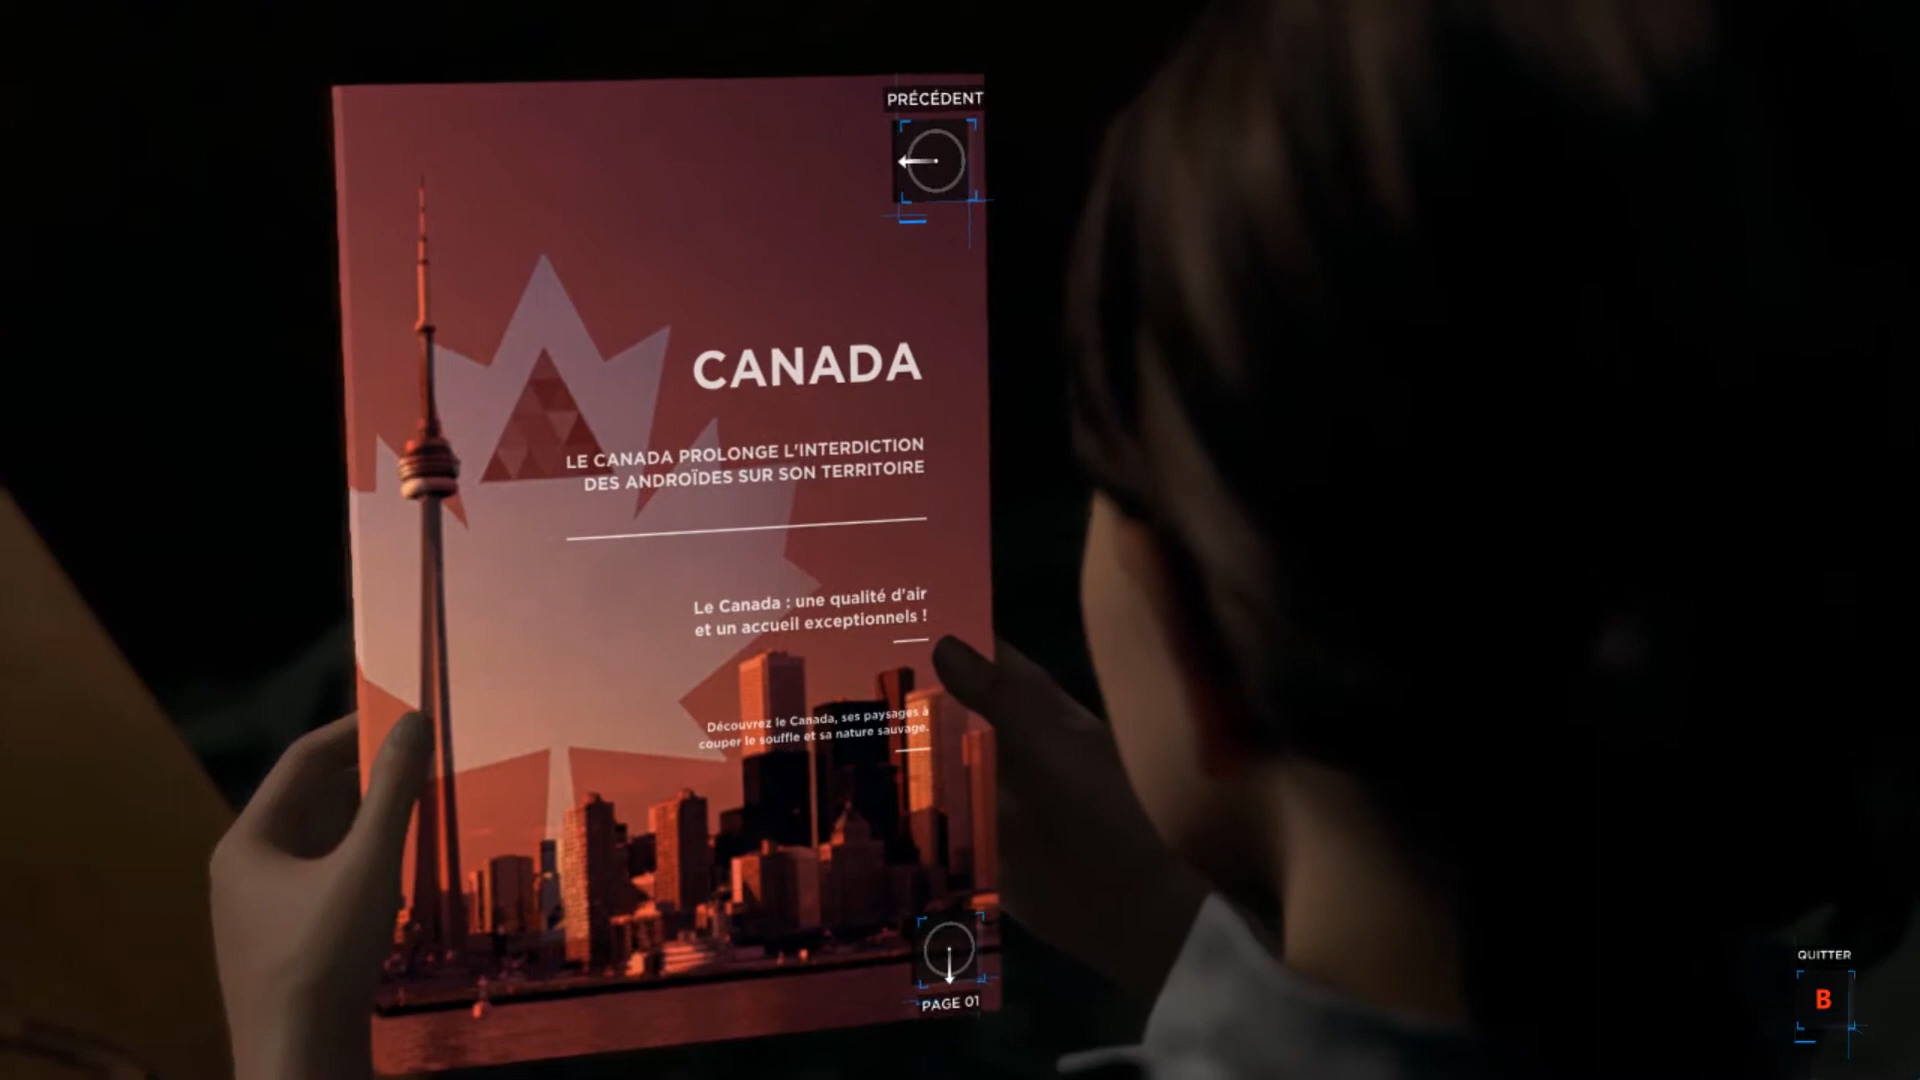 PRÉCÉDENT
CANADA
LE CANADA PROLONGE L'INTERDICTION
DES ANDROÏDES SUR SON TERRITOIRE
Le Canada : une qualité d'air
et un accueil exceptionnels !
Découvrez le Canada, ses paysages à
couper le souffle et sa nature sauvage.
PAGE 01
QUITTER
B